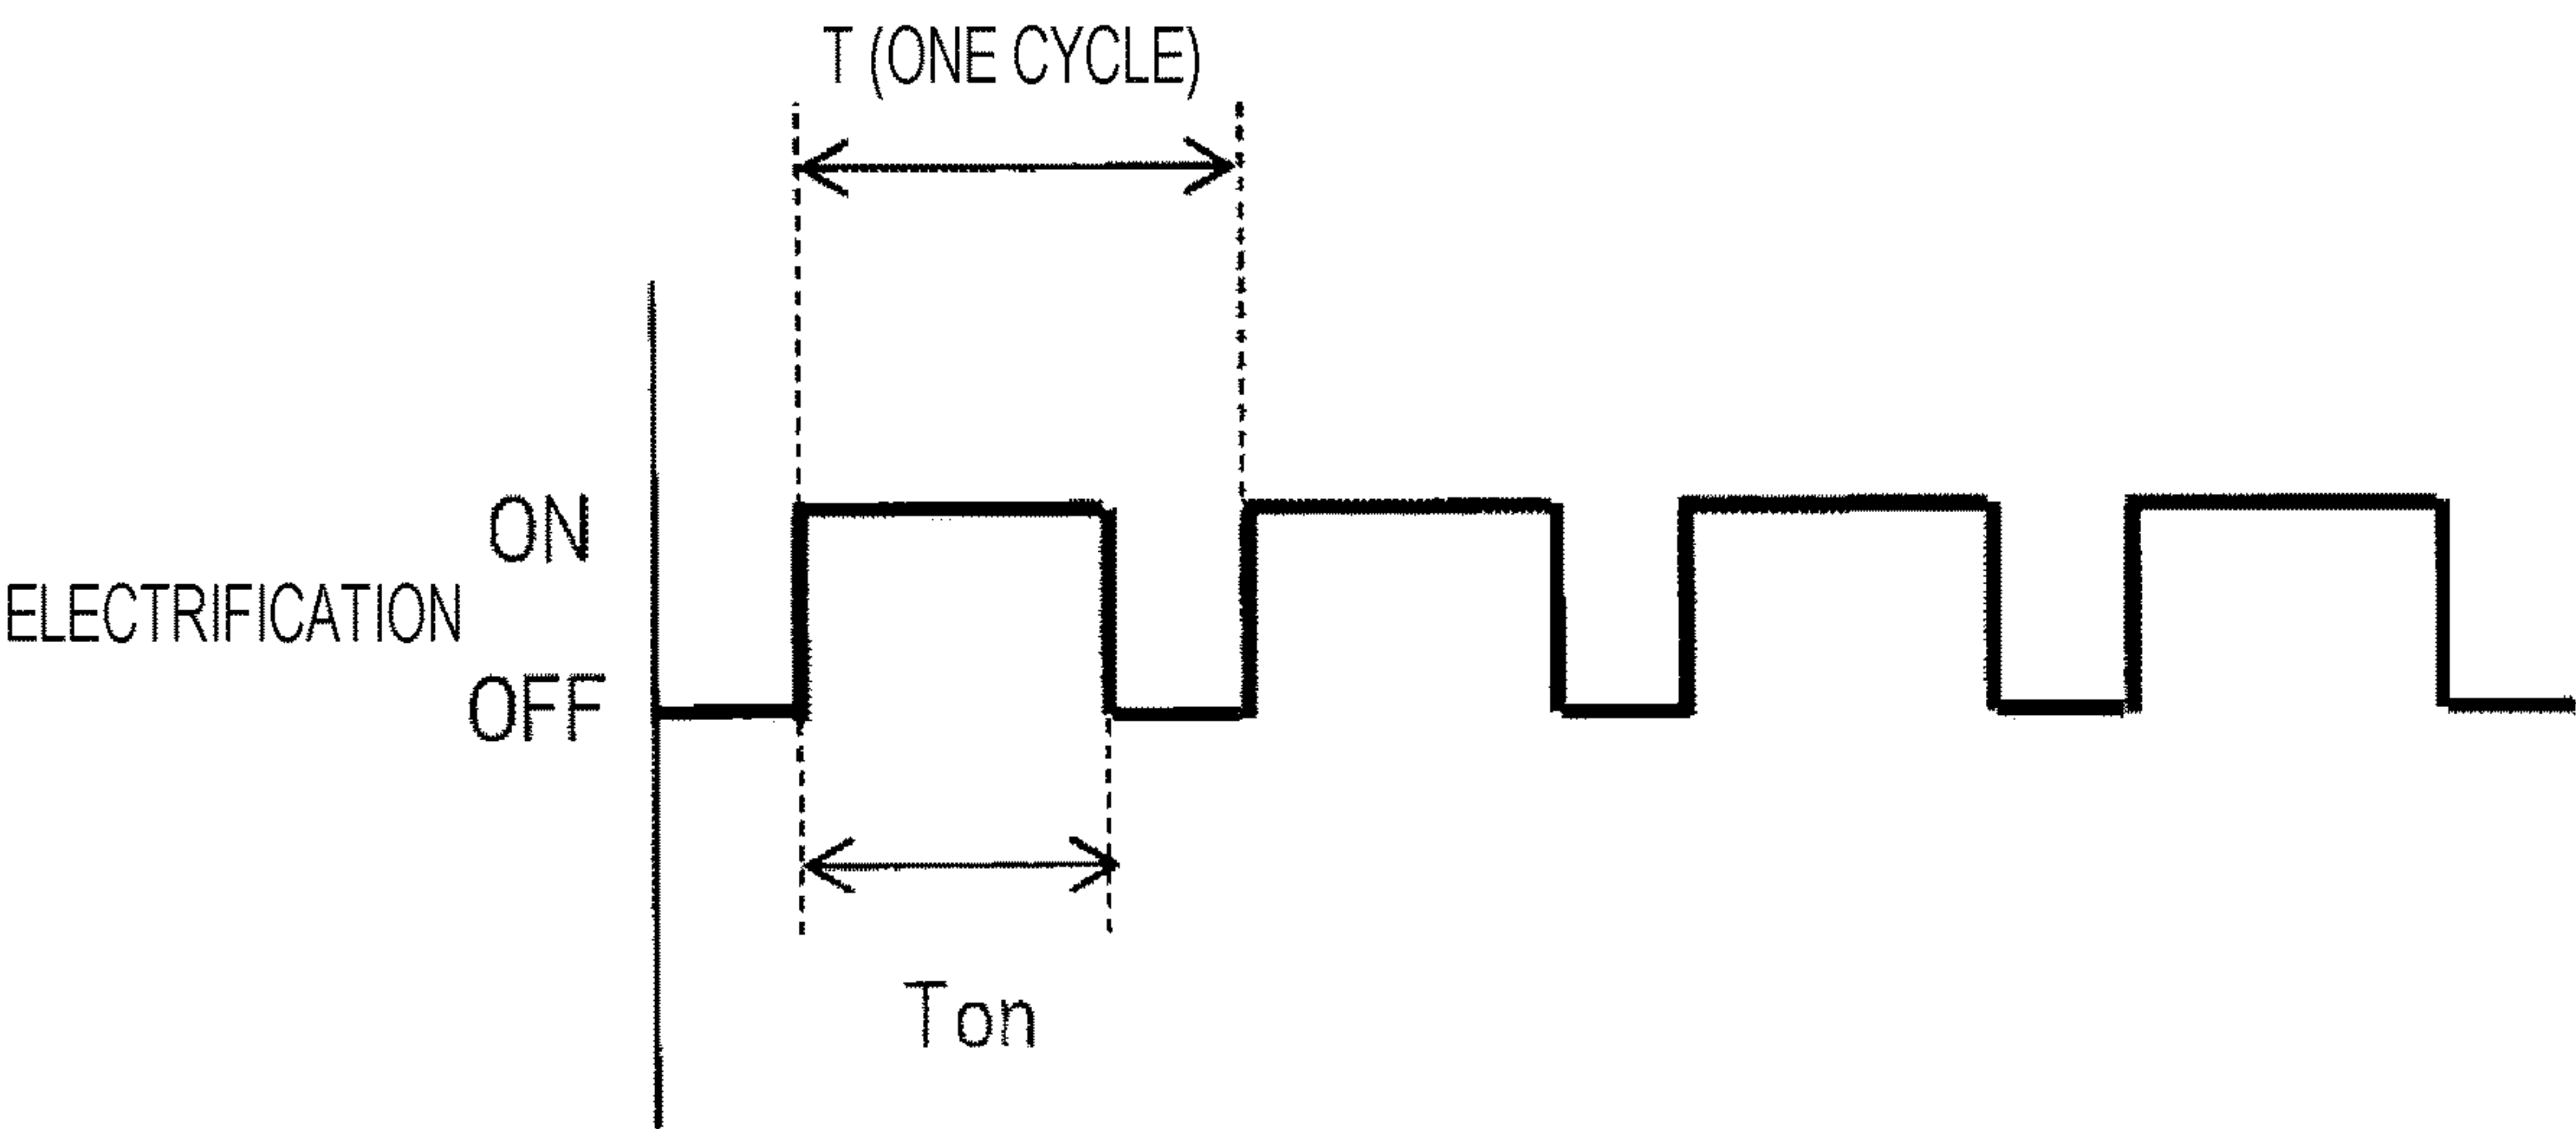 T (ONE CYCLE)
ON
ELECTRIFICATION
OFF
Ton